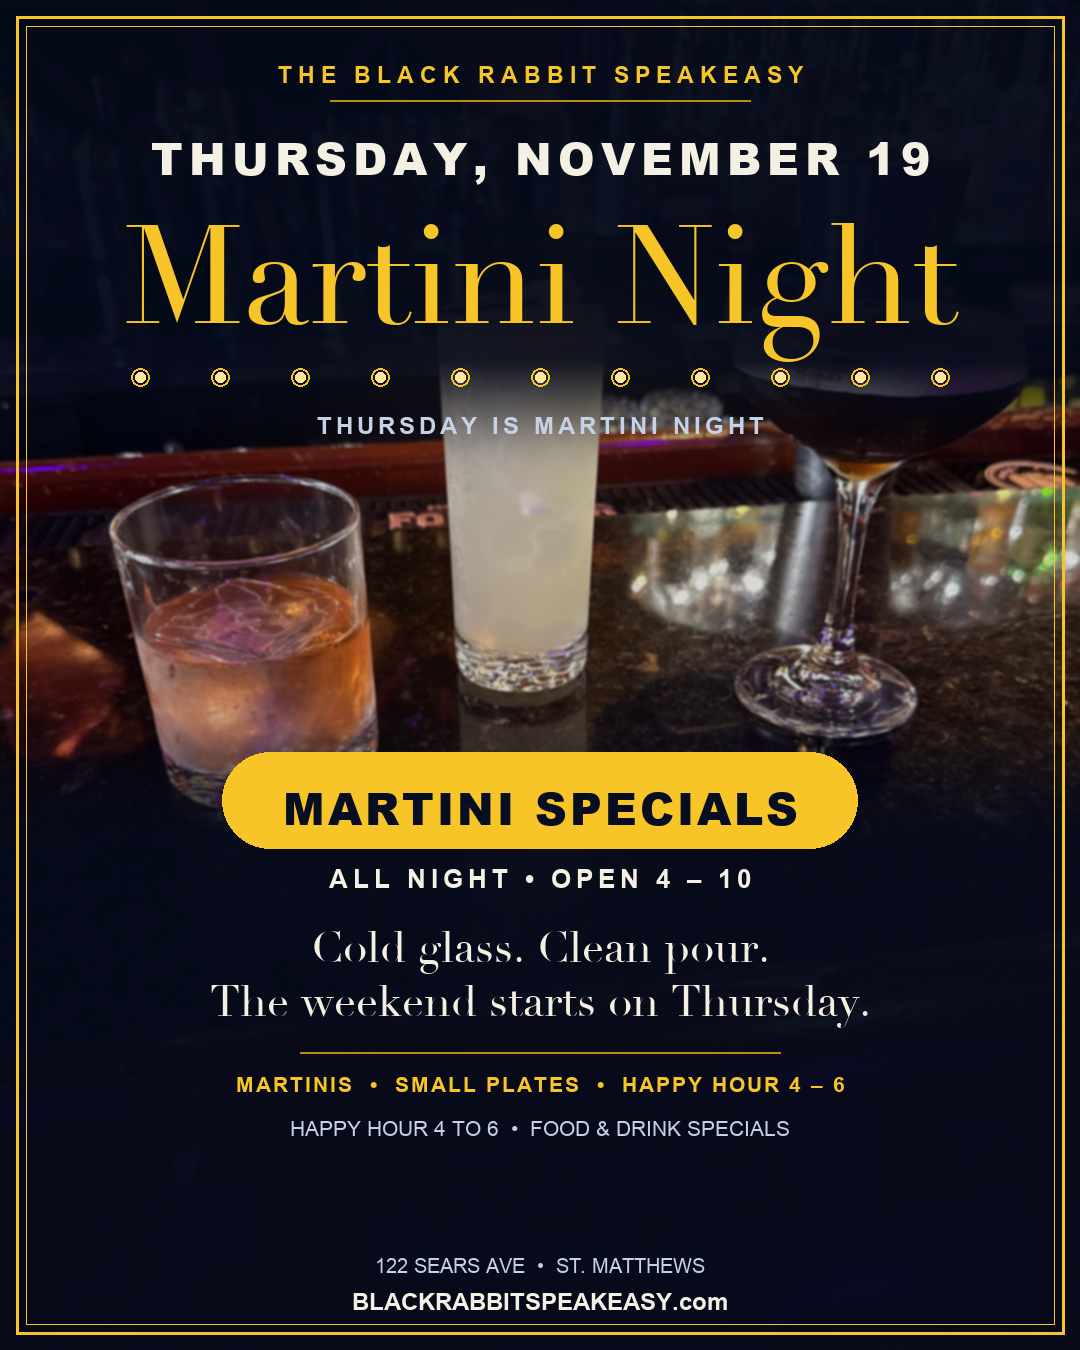 THE BLACK RABBIT SPEAKEASY
THURSDAY, NOVEMBER 19
Martini Night
THURSDAY IS MARTINI NIGHT
MARTINI SPECIALS
ALL NIGHT • OPEN 4 – 10
Cold glass. Clean pour.
The weekend starts on Thursday.
MARTINIS • SMALL PLATES • HAPPY HOUR 4 – 6
HAPPY HOUR 4 TO 6 • FOOD & DRINK SPECIALS
122 SEARS AVE • ST. MATTHEWS
BLACKRABBITSPEAKEASY.com